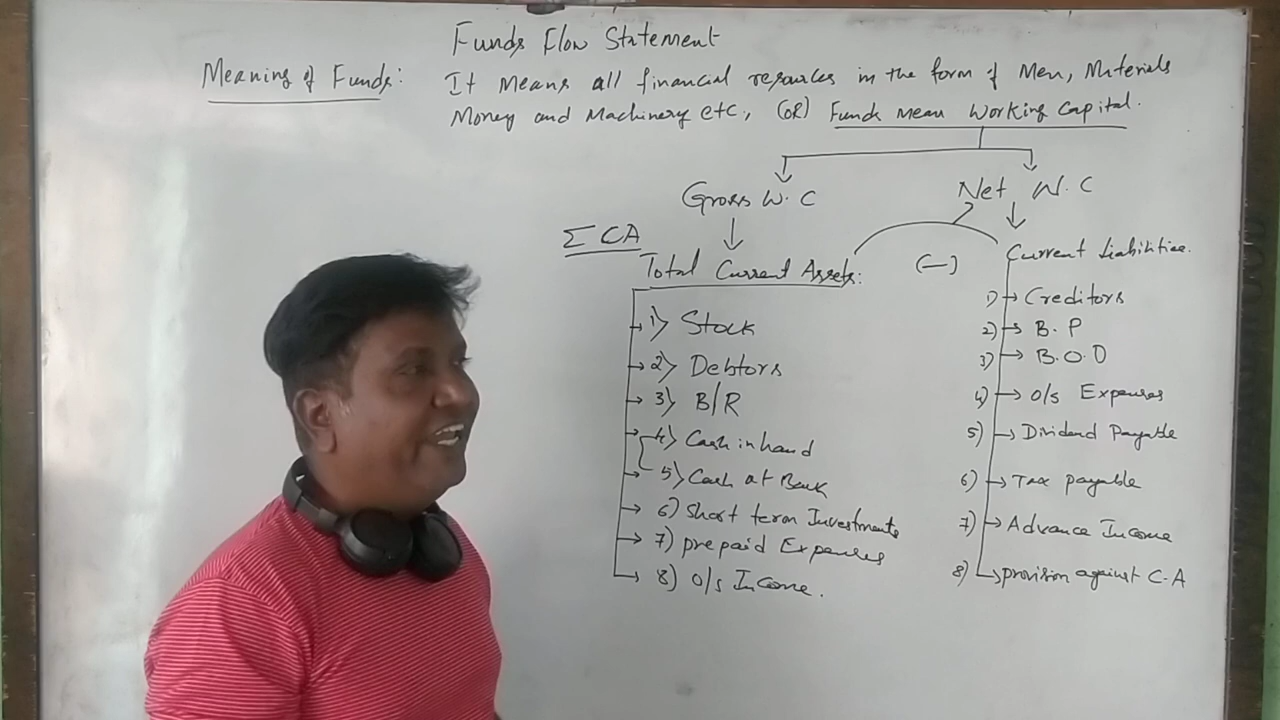 Funds Flow Statement
Meaning of Funds: It Means all financial resources in the form of Men, Materials
Money and Machinery etc, (OR) Funds mean Working Capital.
Gross W.C
Net W.C
Σ CA
Total Current Assets:
(—)
Current Liabilities.
1) Stock
2) Debtors
3) B/R
4) Cash in hand
5) Cash at Bank
6) Short term Investments
7) prepaid Expenses
8) O/s Income.
1) Creditors
2) B.P
3) B.O.D
4) O/s Expenses
5) Dividend Payable
6) Tax payable
7) Advance Income
8) provision against C.A